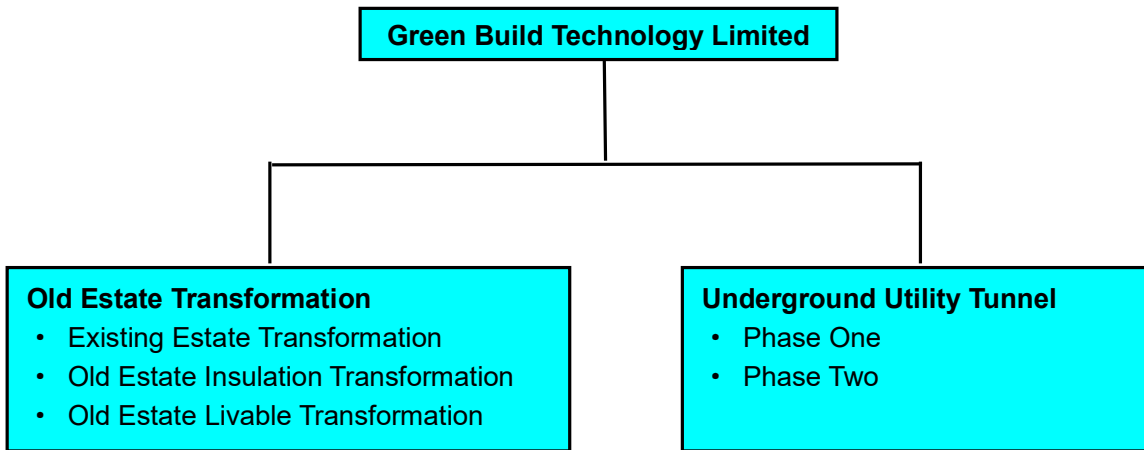 Green Build Technology Limited
Old Estate Transformation
• Existing Estate Transformation
• Old Estate Insulation Transformation
• Old Estate Livable Transformation
Underground Utility Tunnel
• Phase One
• Phase Two